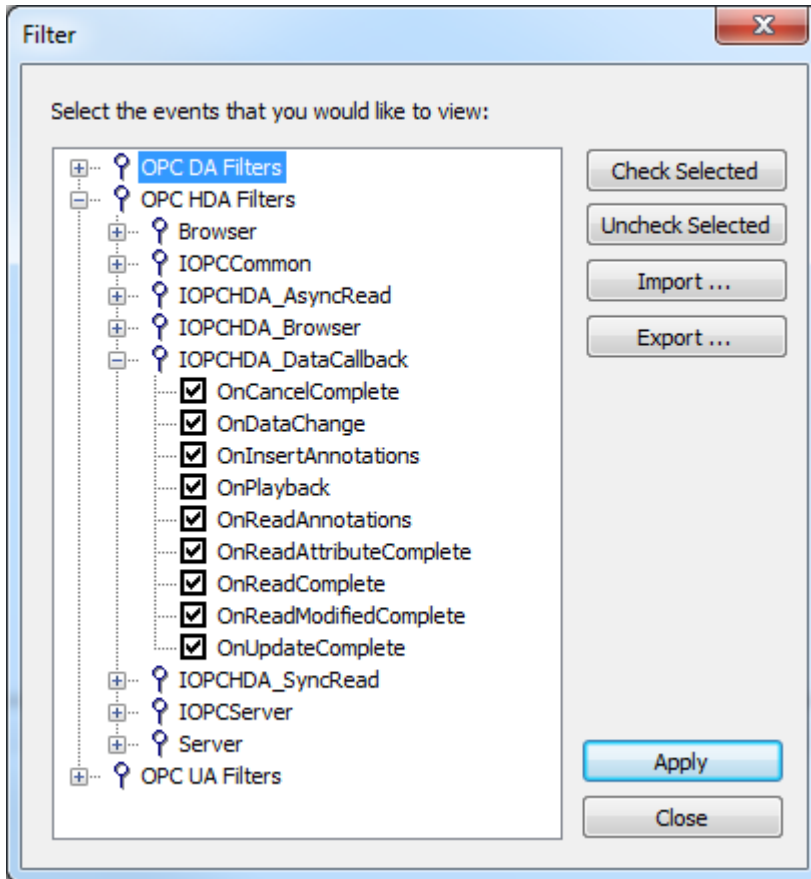 Filter
Select the events that you would like to view:
OPC DA Filters
OPC HDA Filters
Browser
IOPCCommon
IOPCHDA_AsyncRead
IOPCHDA_Browser
IOPCHDA_DataCallback
OnCancelComplete
OnDataChange
OnInsertAnnotations
OnPlayback
OnReadAnnotations
OnReadAttributeComplete
OnReadComplete
OnReadModifiedComplete
OnUpdateComplete
IOPCHDA_SyncRead
IOPCServer
Server
OPC UA Filters
Check Selected
Uncheck Selected
Import ...
Export ...
Apply
Close